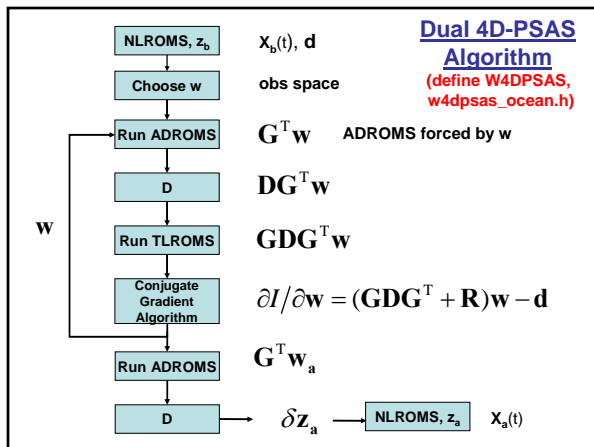 Dual 4D-PSAS
Algorithm
(define W4DPSAS,
w4dpsas_ocean.h)
NLROMS, z_b
X_b(t), d
Choose w
obs space
Run ADROMS
G^T w
ADROMS forced by w
D
DG^T w
w
Run TLROMS
GDG^T w
Conjugate
Gradient
Algorithm
∂I/∂w = (GDG^T + R)w − d
Run ADROMS
G^T w_a
D
δz_a
NLROMS, z_a
X_a(t)